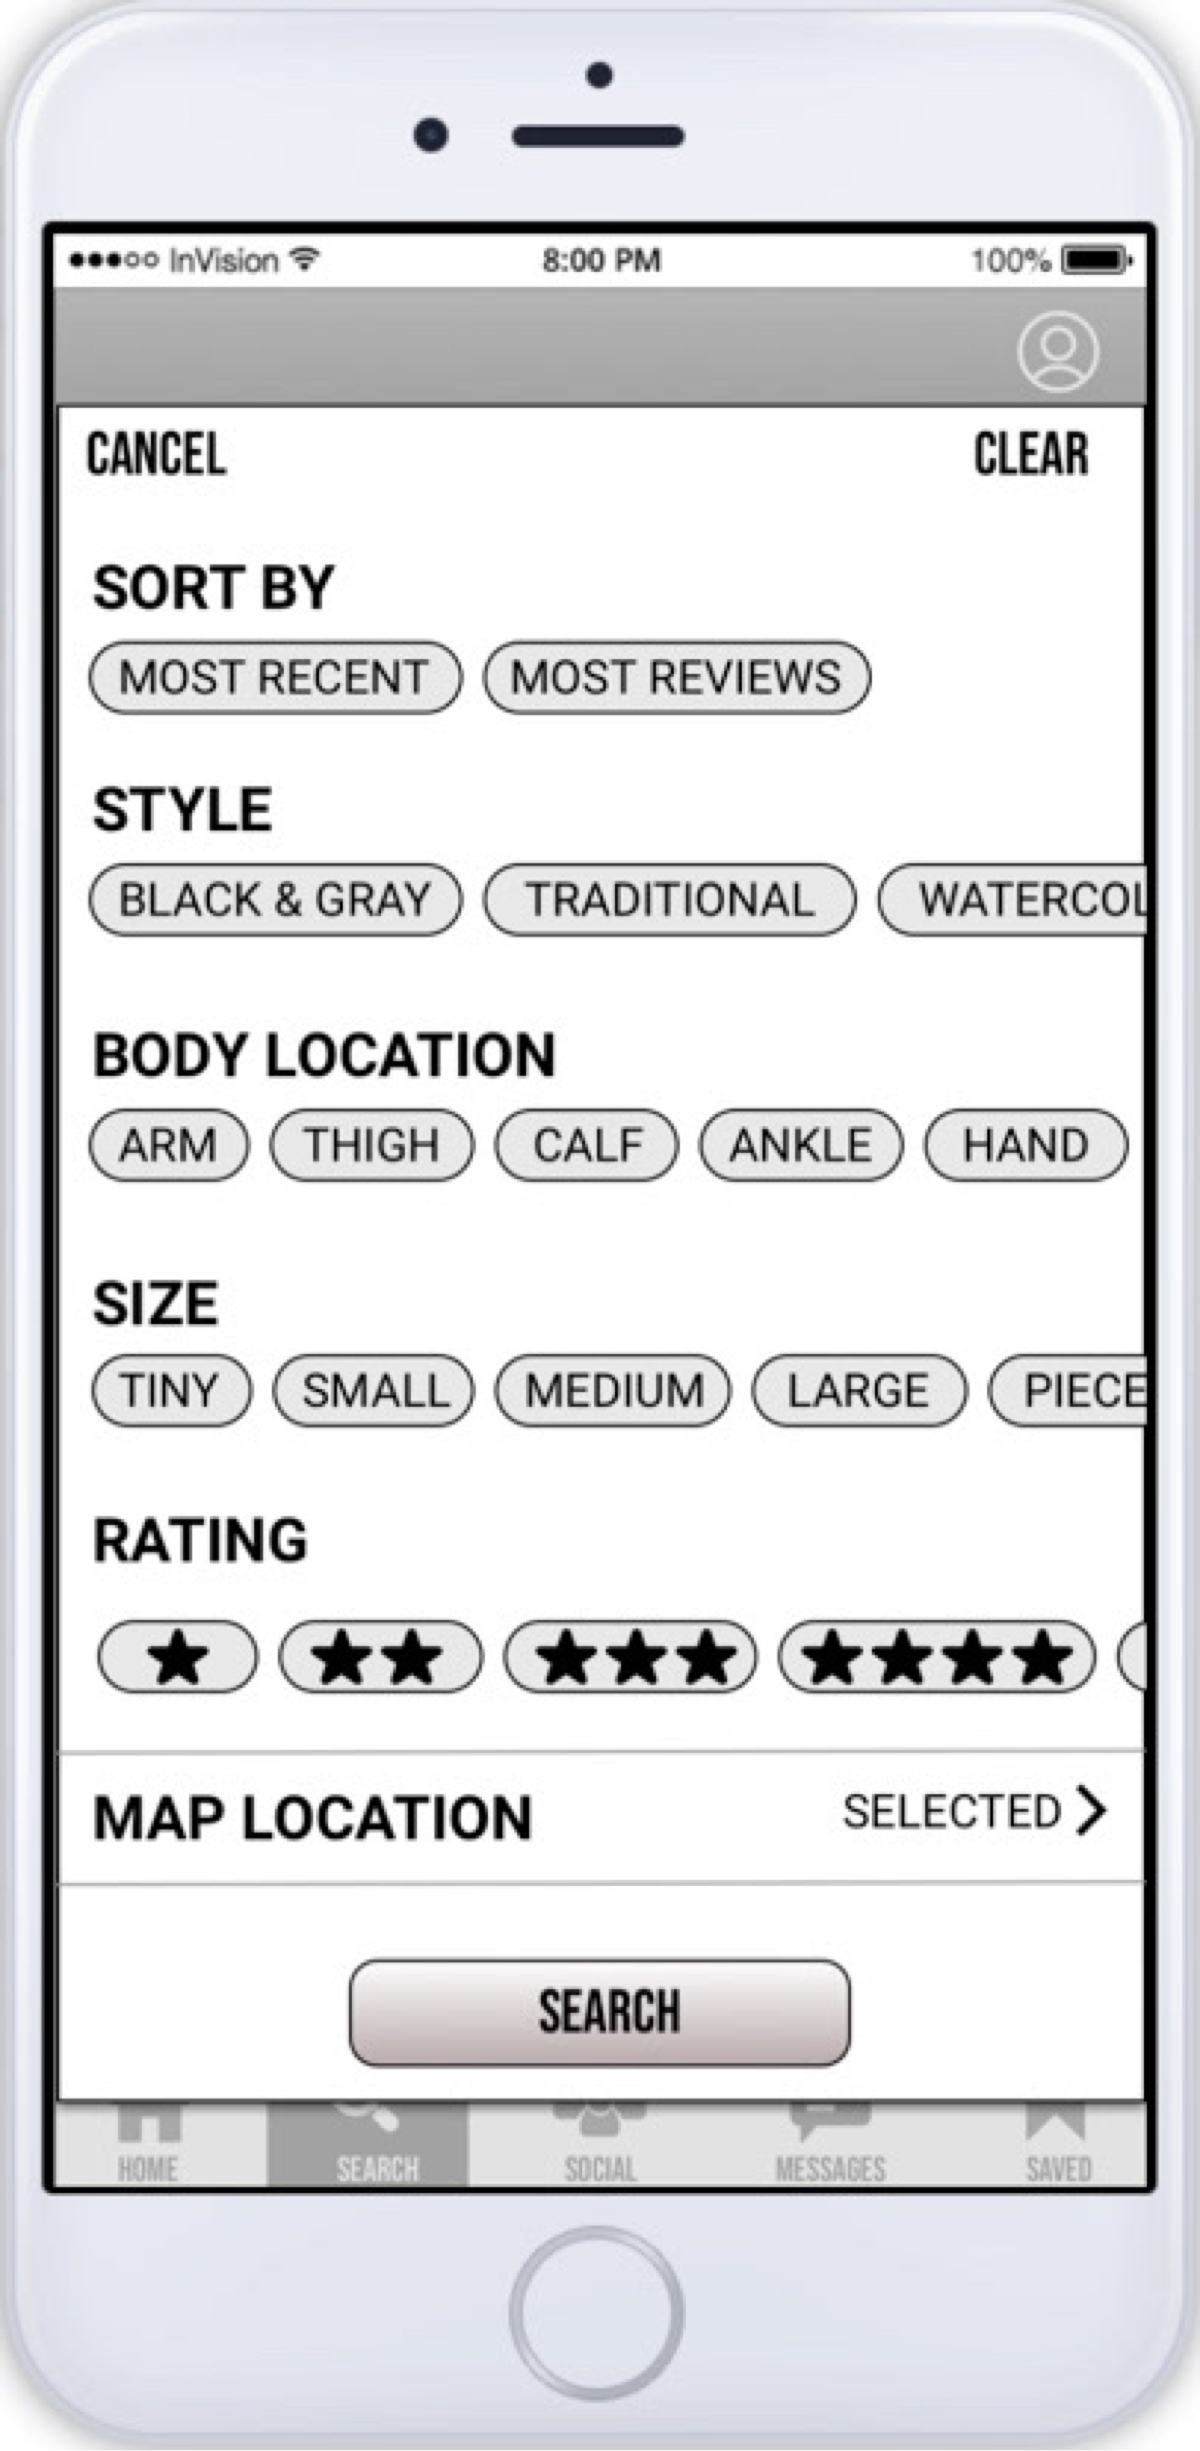 InVision 8:00 PM 100%
CANCEL CLEAR
SORT BY
MOST RECENT MOST REVIEWS
STYLE
BLACK & GRAY TRADITIONAL WATERCOL
BODY LOCATION
ARM THIGH CALF ANKLE HAND
SIZE
TINY SMALL MEDIUM LARGE PIECE
RATING
MAP LOCATION SELECTED
SEARCH
HOME SEARCH SOCIAL MESSAGES SAVED